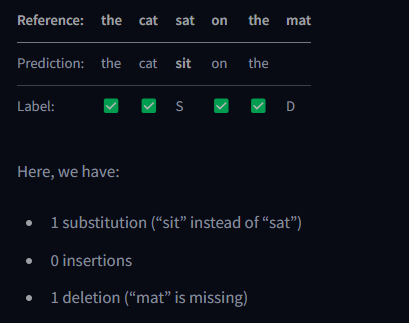 Reference: the cat sat on the mat
Prediction: the cat sit on the
Label: ✅ ✅ S ✅ ✅ D
Here, we have:
• 1 substitution (“sit” instead of “sat”)
• 0 insertions
• 1 deletion (“mat” is missing)